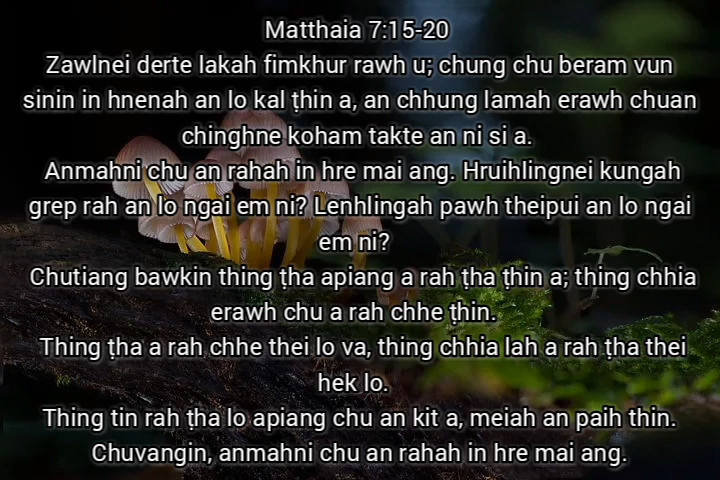 Matthaia 7:15-20
Zawlnei derte lakah fimkhur rawh u; chung chu beram vun
sinin in hnenah an lo kal ṭhin a, an chhung lamah erawh chuan
chinghne koham takte an ni si a.
Anmahni chu an rahah in hre mai ang. Hruihlingnei kungah
grep rah an lo ngai em ni? Lenhlingah pawh theipui an lo ngai
em ni?
Chutiang bawkin thing ṭha apiang a rah ṭha ṭhin a; thing chhia
erawh chu a rah chhe ṭhin.
Thing ṭha a rah chhe thei lo va, thing chhia lah a rah ṭha thei
hek lo.
Thing tin rah ṭha lo apiang chu an kit a, meiah an paih thin.
Chuvangin, anmahni chu an rahah in hre mai ang.